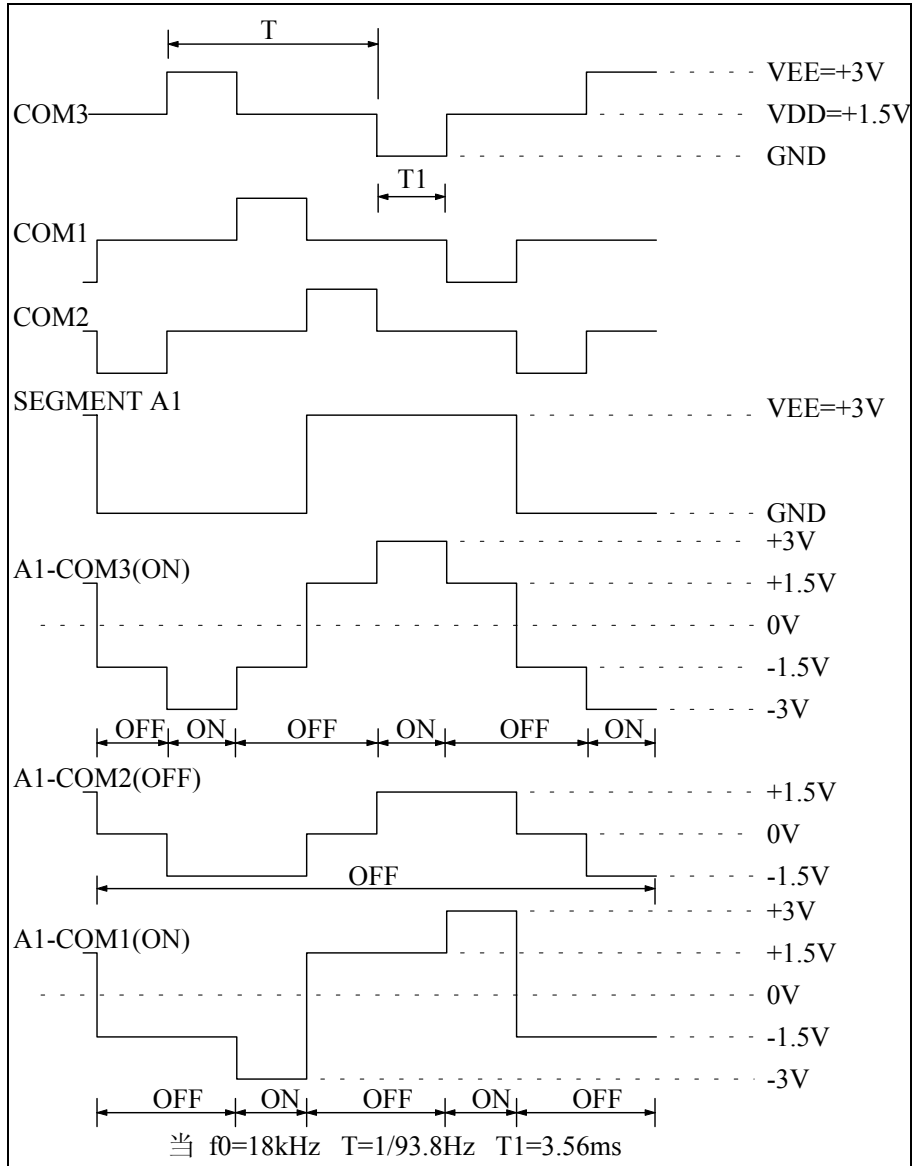 T
VEE=+3V
COM3
VDD=+1.5V
GND
T1
COM1
COM2
SEGMENT A1
VEE=+3V
GND
+3V
A1-COM3(ON)
+1.5V
0V
-1.5V
-3V
OFF ON OFF ON OFF ON
A1-COM2(OFF)
+1.5V
0V
-1.5V
OFF
+3V
A1-COM1(ON)
+1.5V
0V
-1.5V
-3V
OFF ON OFF ON OFF
当 f0=18kHz T=1/93.8Hz T1=3.56ms